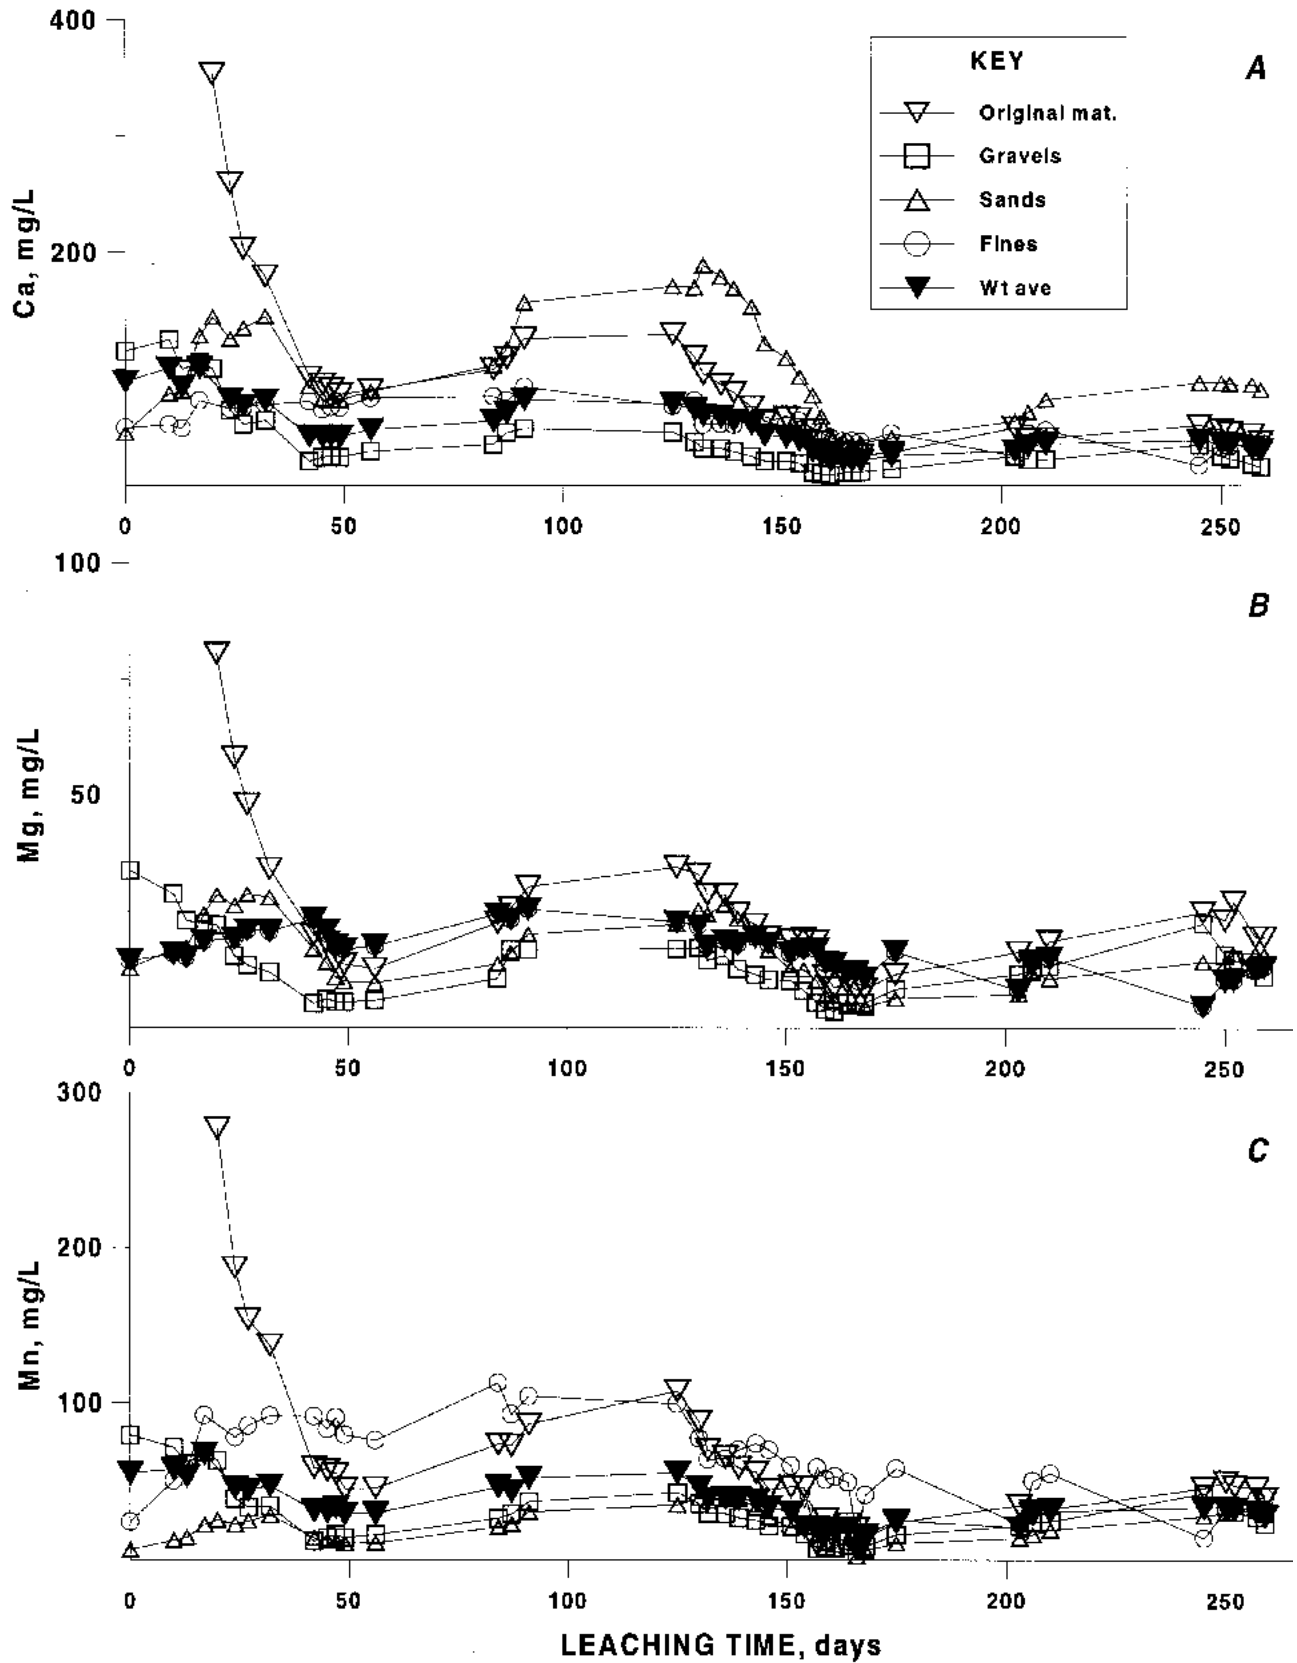 400
A
KEY
Original mat.
Gravels
Sands
Fines
Wt ave
200
Ca, mg/L
0 50 100 150 200 250
100
B
50
Mg, mg/L
0 50 100 150 200 250
300
C
200
100
Mn, mg/L
0 50 100 150 200 250
LEACHING TIME, days